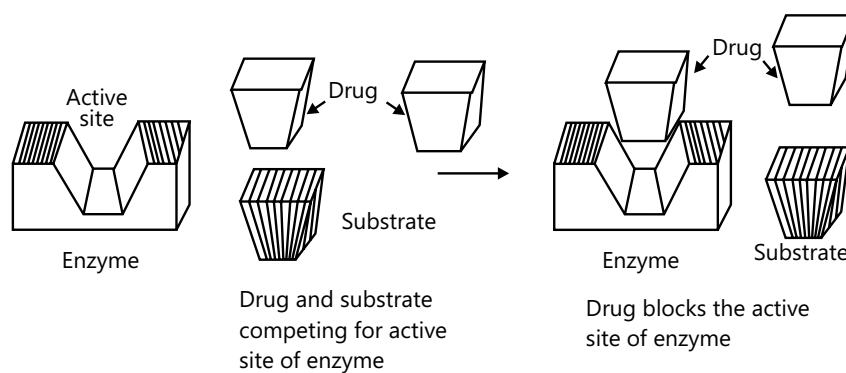 Active
site
Enzyme
Drug
Substrate
Drug and substrate
competing for active
site of enzyme
Drug
Enzyme
Substrate
Drug blocks the active
site of enzyme